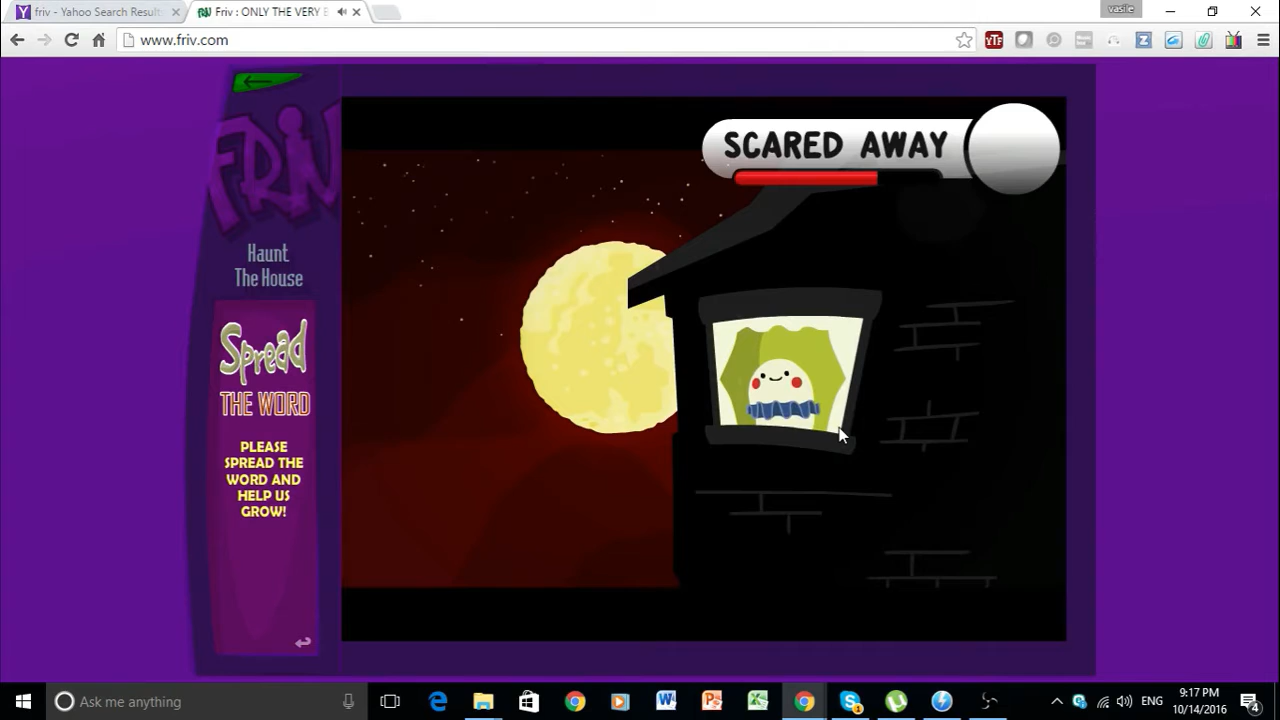 friv - Yahoo Search Result
Friv : ONLY THE VERY B
vasile
www.friv.com
YTF
Z
FRIV
Haunt
The House
Spread
THE WORD
PLEASE
SPREAD THE
WORD AND
HELP US
GROW!
SCARED AWAY
Ask me anything
ENG
9:17 PM
10/14/2016
4